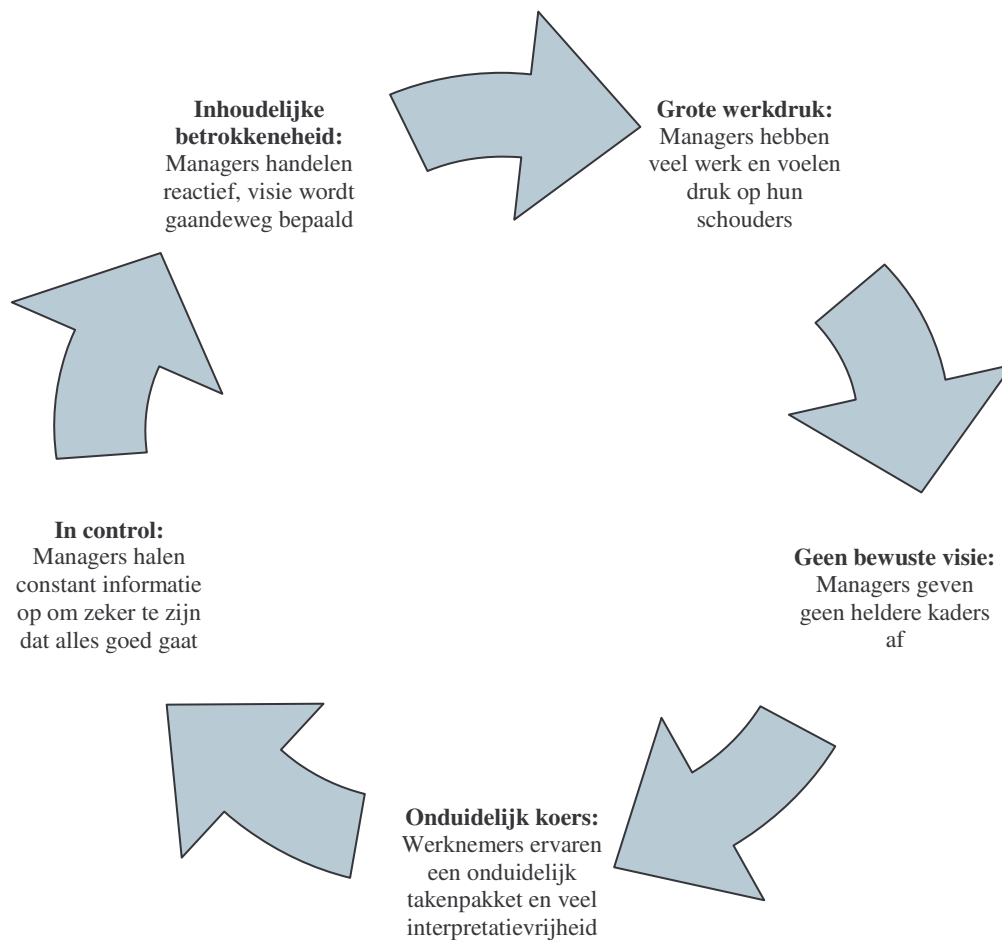 Inhoudelijke
betrokkeneheid:
Managers handelen
reactief, visie wordt
gaandeweg bepaald
Grote werkdruk:
Managers hebben
veel werk en voelen
druk op hun
schouders
Geen bewuste visie:
Managers geven
geen heldere kaders
af
Onduidelijk koers:
Werknemers ervaren
een onduidelijk
takenpakket en veel
interpretatievrijheid
In control:
Managers halen
constant informatie
op om zeker te zijn
dat alles goed gaat